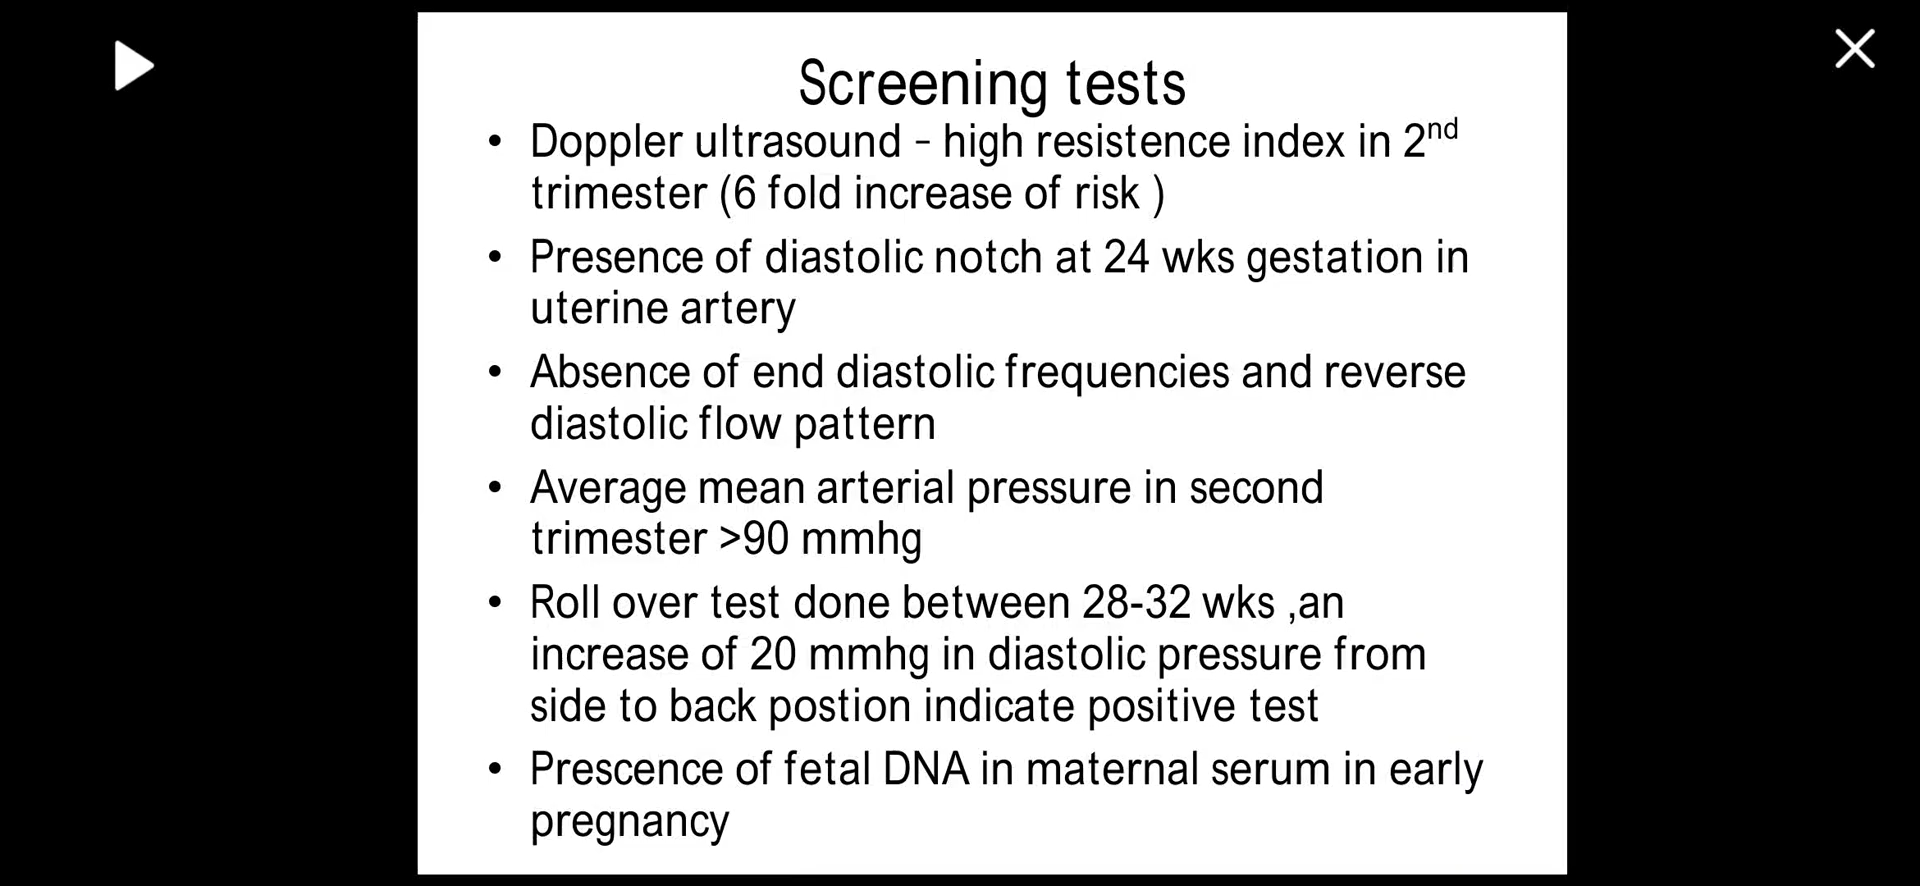 Screening tests
• Doppler ultrasound - high resistence index in 2nd
trimester (6 fold increase of risk )
• Presence of diastolic notch at 24 wks gestation in
uterine artery
• Absence of end diastolic frequencies and reverse
diastolic flow pattern
• Average mean arterial pressure in second
trimester >90 mmhg
• Roll over test done between 28-32 wks ,an
increase of 20 mmhg in diastolic pressure from
side to back postion indicate positive test
• Prescence of fetal DNA in maternal serum in early
pregnancy